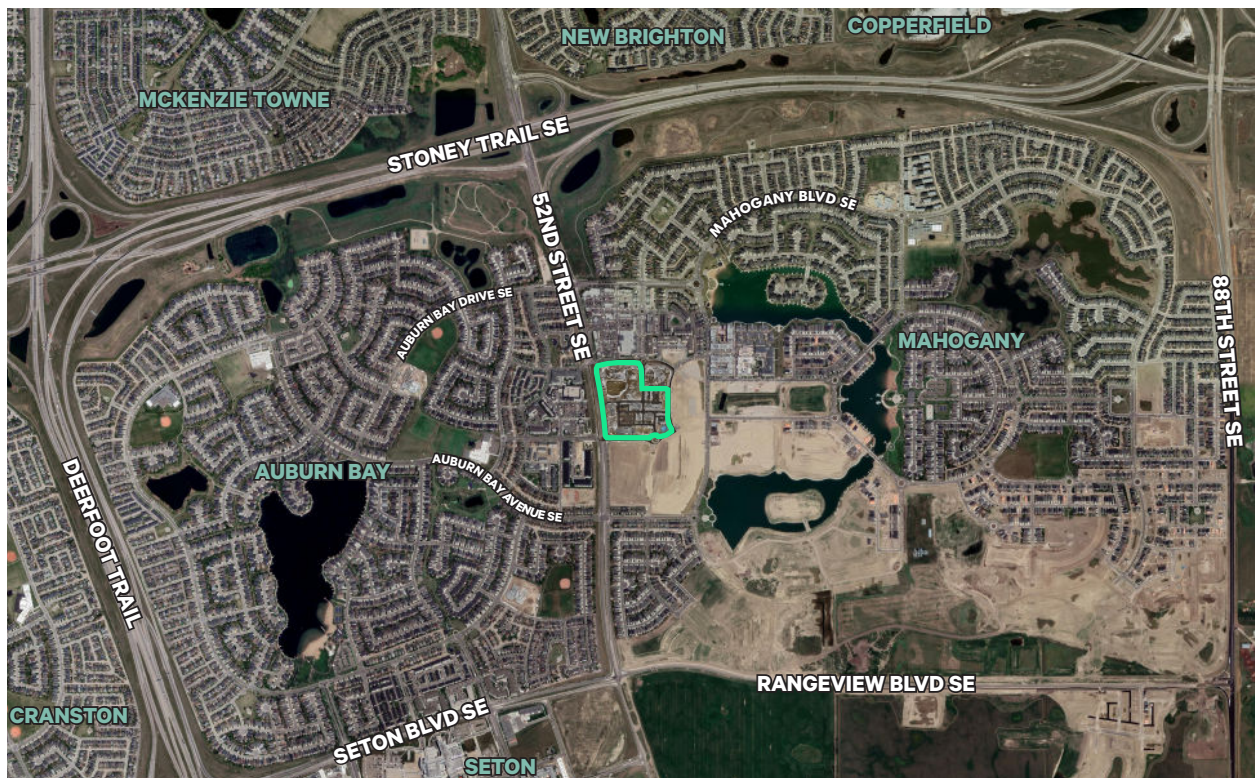 COPPERFIELD
NEW BRIGHTON
MCKENZIE TOWNE
STONEY TRAIL SE
52ND STREET SE
MAHOGANY BLVD SE
AUBURN BAY DRIVE SE
88TH STREET SE
MAHOGANY
DEERFOOT TRAIL
AUBURN BAY
AUBURN BAY AVENUE SE
RANGEVIEW BLVD SE
CRANSTON
SETON BLVD SE
SETON